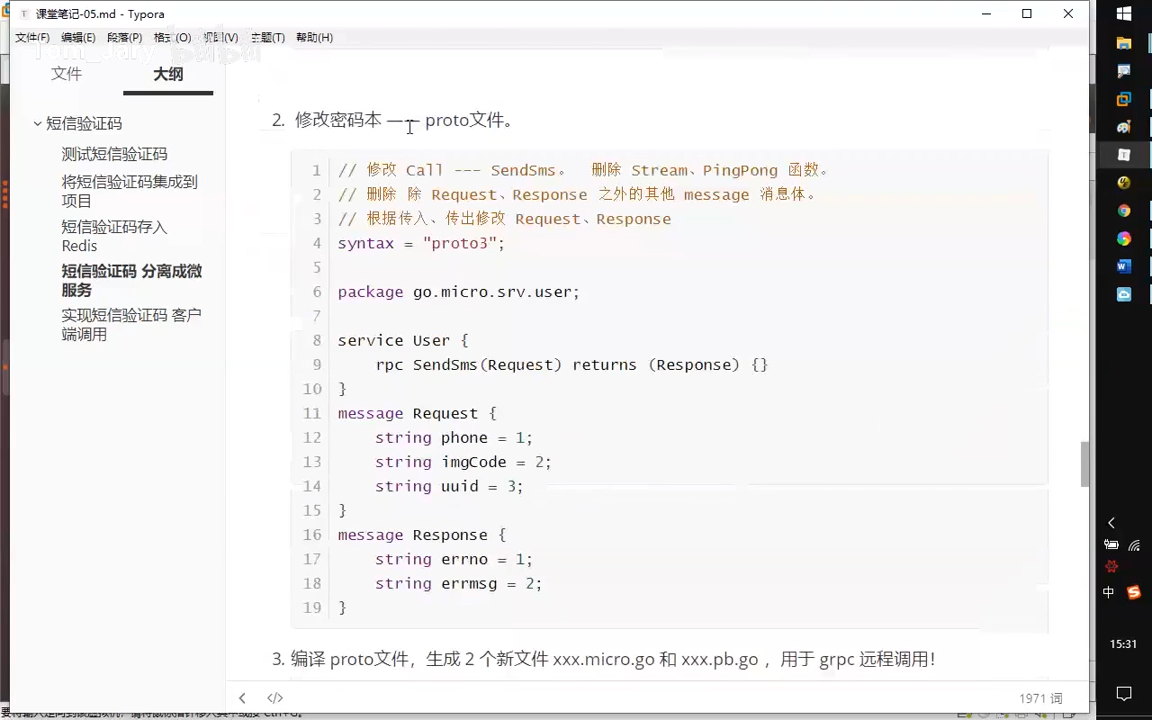 课堂笔记-05.md - Typora
文件(F) 编辑(E) 段落(P) 格式(O) 视图(V) 主题(T) 帮助(H)
Tom_Jary
文件 大纲
短信验证码
测试短信验证码
将短信验证码集成到
项目
短信验证码存入
Redis
短信验证码 分离成微
服务
实现短信验证码 客户
端调用
2. 修改密码本 —— proto文件。
1 // 修改 Call --- SendSms。 删除 Stream、PingPong 函数。
2 // 删除 除 Request、Response 之外的其他 message 消息体。
3 // 根据传入、传出修改 Request、Response
4 syntax = "proto3";
5
6 package go.micro.srv.user;
7
8 service User {
9 rpc SendSms(Request) returns (Response) {}
10 }
11 message Request {
12 string phone = 1;
13 string imgCode = 2;
14 string uuid = 3;
15 }
16 message Response {
17 string errno = 1;
18 string errmsg = 2;
19 }
3. 编译 proto文件，生成 2 个新文件 xxx.micro.go 和 xxx.pb.go ，用于 grpc 远程调用！
1971 词
中
15:31